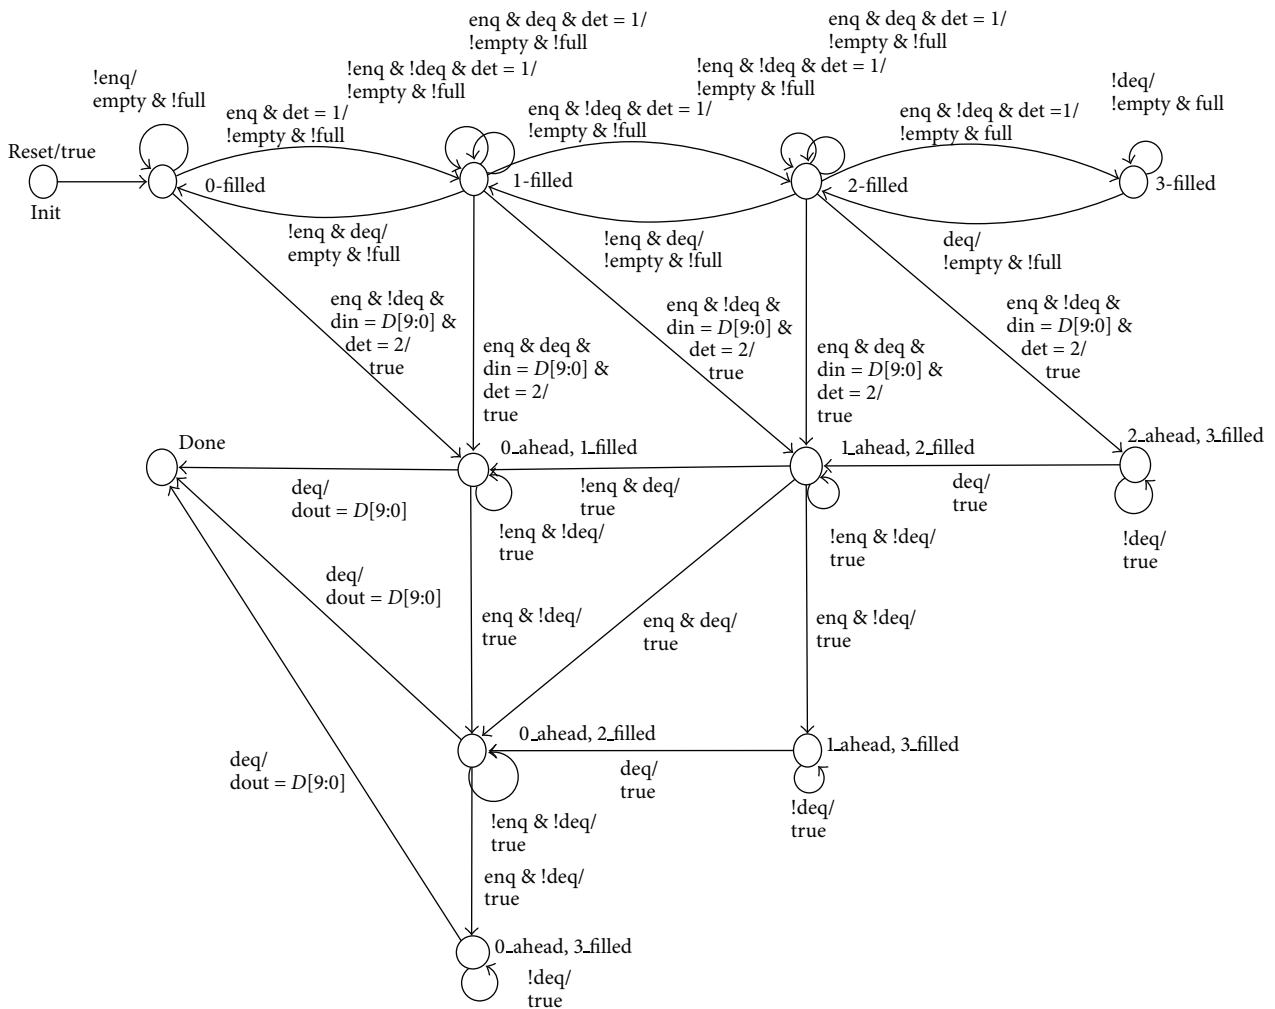 enq & deq & det = 1/
!empty & !full
enq & deq & det = 1/
!empty & !full
!enq/
empty & !full
!enq & !deq & det = 1/
!empty & !full
!enq & !deq & det = 1/
!empty & !full
!deq/
!empty & full
enq & det = 1/
!empty & !full
enq & !deq & det = 1/
!empty & !full
enq & !deq & det =1/
!empty & full
Reset/true
Init
0-filled
1-filled
2-filled
3-filled
!enq & deq/
empty & !full
!enq & deq/
!empty & !full
deq/
!empty & !full
enq & !deq &
din = D[9:0] &
det = 2/
true
enq & deq &
din = D[9:0] &
det = 2/
true
enq & !deq &
din = D[9:0] &
det = 2/
true
enq & deq &
din = D[9:0] &
det = 2/
true
enq & !deq &
din = D[9:0] &
det = 2/
true
Done
0_ahead, 1_filled
1_ahead, 2_filled
2_ahead, 3_filled
deq/
dout = D[9:0]
!enq & deq/
true
deq/
true
!enq & !deq/
true
!enq & !deq/
true
!deq/
true
deq/
dout = D[9:0]
enq & !deq/
true
enq & deq/
true
enq & !deq/
true
0_ahead, 2_filled
1_ahead, 3_filled
deq/
dout = D[9:0]
deq/
true
!deq/
true
!enq & !deq/
true
enq & !deq/
true
0_ahead, 3_filled
!deq/
true